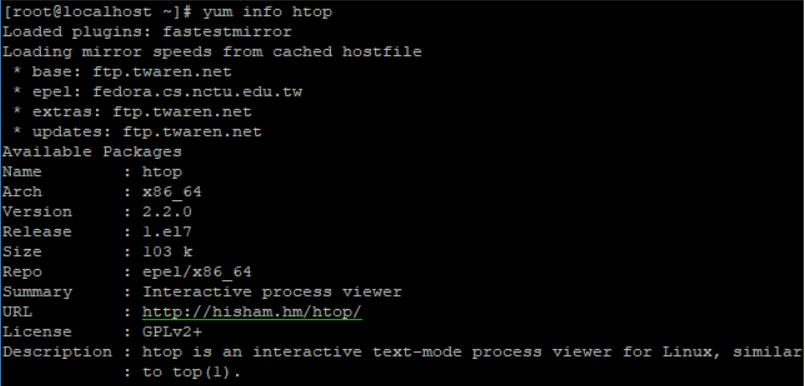 [root@localhost ~]# yum info htop
Loaded plugins: fastestmirror
Loading mirror speeds from cached hostfile
 * base: ftp.twaren.net
 * epel: fedora.cs.nctu.edu.tw
 * extras: ftp.twaren.net
 * updates: ftp.twaren.net
Available Packages
Name        : htop
Arch        : x86_64
Version     : 2.2.0
Release     : 1.el7
Size        : 103 k
Repo        : epel/x86_64
Summary     : Interactive process viewer
URL         : http://hisham.hm/htop/
License     : GPLv2+
Description : htop is an interactive text-mode process viewer for Linux, similar
            : to top(1).